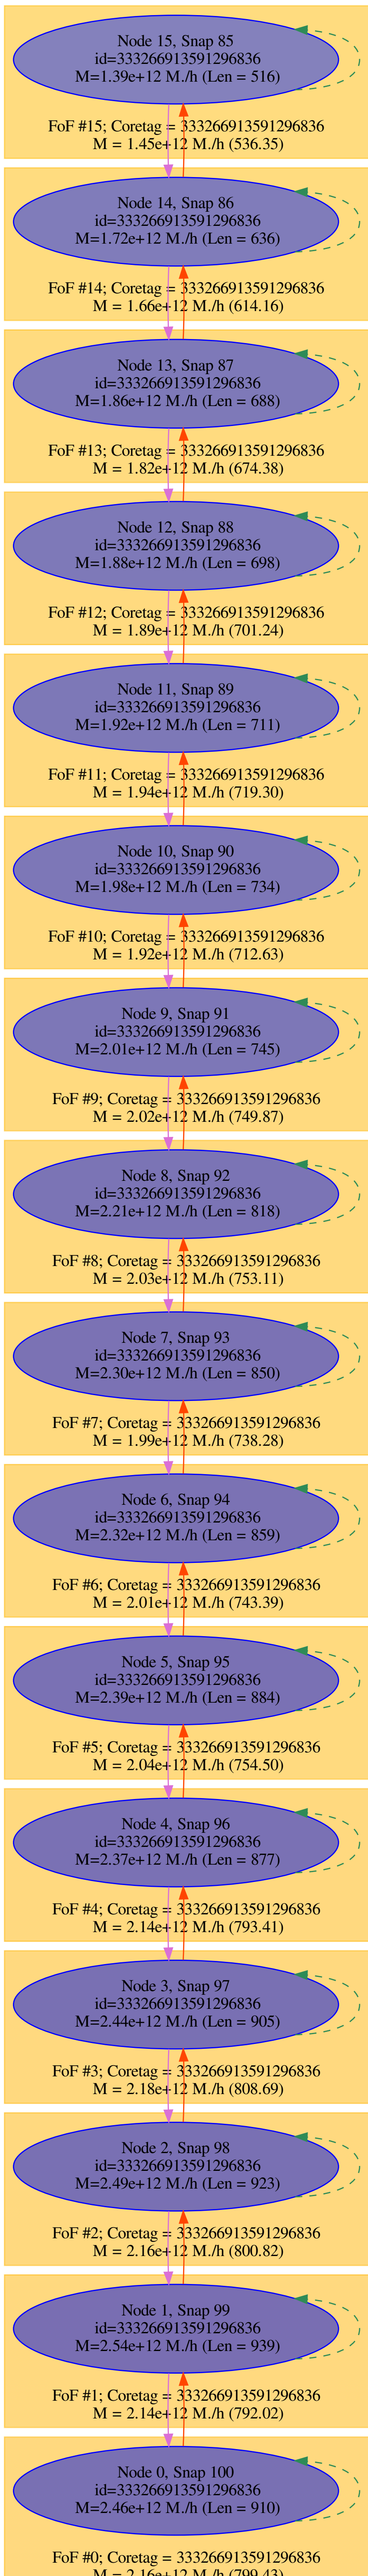 Node 15, Snap 85
id=333266913591296836
M=1.39e+12 M./h (Len = 516)
FoF #15; Coretag = 333266913591296836
M = 1.45e+12 M./h (536.35)
Node 14, Snap 86
id=333266913591296836
M=1.72e+12 M./h (Len = 636)
FoF #14; Coretag = 333266913591296836
M = 1.66e+12 M./h (614.16)
Node 13, Snap 87
id=333266913591296836
M=1.86e+12 M./h (Len = 688)
FoF #13; Coretag = 333266913591296836
M = 1.82e+12 M./h (674.38)
Node 12, Snap 88
id=333266913591296836
M=1.88e+12 M./h (Len = 698)
FoF #12; Coretag = 333266913591296836
M = 1.89e+12 M./h (701.24)
Node 11, Snap 89
id=333266913591296836
M=1.92e+12 M./h (Len = 711)
FoF #11; Coretag = 333266913591296836
M = 1.94e+12 M./h (719.30)
Node 10, Snap 90
id=333266913591296836
M=1.98e+12 M./h (Len = 734)
FoF #10; Coretag = 333266913591296836
M = 1.92e+12 M./h (712.63)
Node 9, Snap 91
id=333266913591296836
M=2.01e+12 M./h (Len = 745)
FoF #9; Coretag = 333266913591296836
M = 2.02e+12 M./h (749.87)
Node 8, Snap 92
id=333266913591296836
M=2.21e+12 M./h (Len = 818)
FoF #8; Coretag = 333266913591296836
M = 2.03e+12 M./h (753.11)
Node 7, Snap 93
id=333266913591296836
M=2.30e+12 M./h (Len = 850)
FoF #7; Coretag = 333266913591296836
M = 1.99e+12 M./h (738.28)
Node 6, Snap 94
id=333266913591296836
M=2.32e+12 M./h (Len = 859)
FoF #6; Coretag = 333266913591296836
M = 2.01e+12 M./h (743.39)
Node 5, Snap 95
id=333266913591296836
M=2.39e+12 M./h (Len = 884)
FoF #5; Coretag = 333266913591296836
M = 2.04e+12 M./h (754.50)
Node 4, Snap 96
id=333266913591296836
M=2.37e+12 M./h (Len = 877)
FoF #4; Coretag = 333266913591296836
M = 2.14e+12 M./h (793.41)
Node 3, Snap 97
id=333266913591296836
M=2.44e+12 M./h (Len = 905)
FoF #3; Coretag = 333266913591296836
M = 2.18e+12 M./h (808.69)
Node 2, Snap 98
id=333266913591296836
M=2.49e+12 M./h (Len = 923)
FoF #2; Coretag = 333266913591296836
M = 2.16e+12 M./h (800.82)
Node 1, Snap 99
id=333266913591296836
M=2.54e+12 M./h (Len = 939)
FoF #1; Coretag = 333266913591296836
M = 2.14e+12 M./h (792.02)
Node 0, Snap 100
id=333266913591296836
M=2.46e+12 M./h (Len = 910)
FoF #0; Coretag = 333266913591296836
M = 2.16e+12 M./h (799.43)